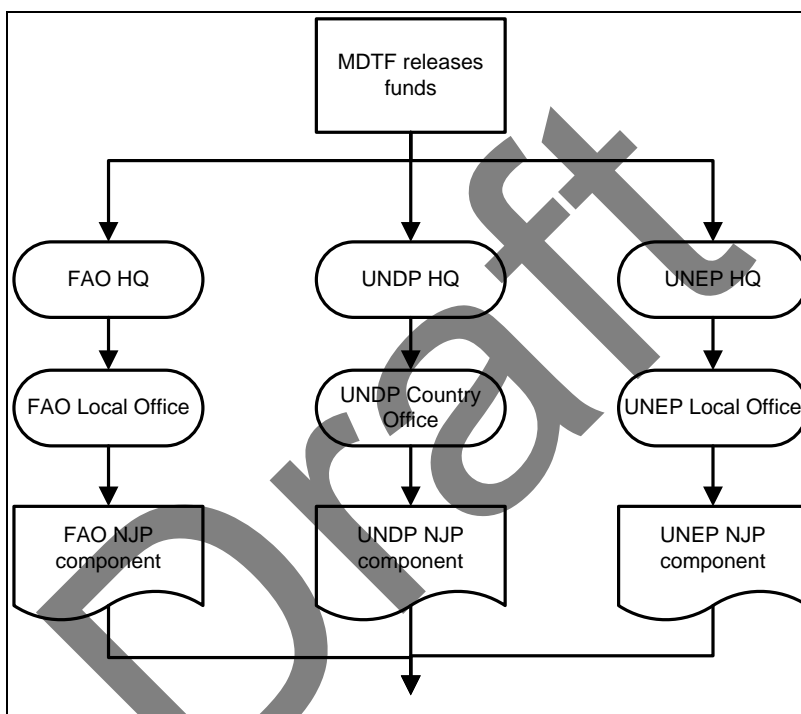 MDTF releases
funds
FAO HQ
UNDP HQ
UNEP HQ
FAO Local Office
UNDP Country
Office
UNEP Local Office
FAO NJP
component
UNDP NJP
component
UNEP NJP
component
Draft